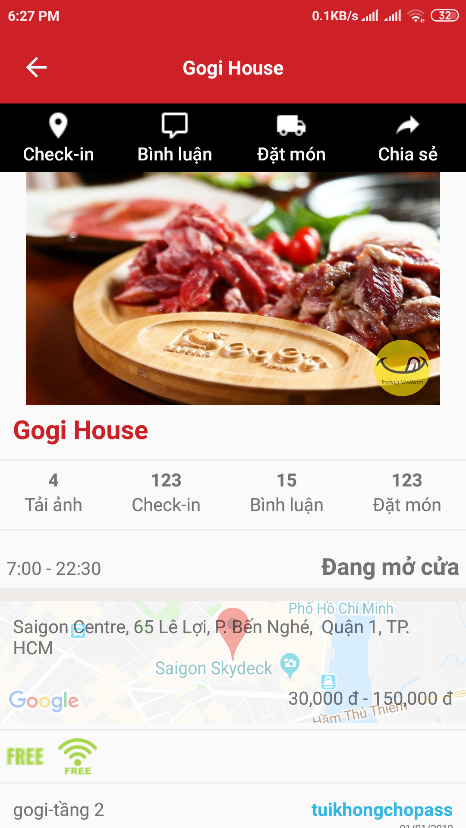 6:27 PM
0.1KB/s
32
Gogi House
Check-in
Bình luận
Đặt món
Chia sẻ
Gogi House
4
123
15
123
Tải ảnh
Check-in
Bình luận
Đặt món
7:00 - 22:30
Đang mở cửa
Phố Hồ Chí Minh
Saigon Centre, 65 Lê Lợi, P. Bến Nghé, Quận 1, TP.
HCM
Saigon Skydeck
Google
30,000 đ - 150,000 đ
Hầm Thủ Thiêm
FREE
FREE
gogi-tầng 2
tuikhongchopass
01/01/2019